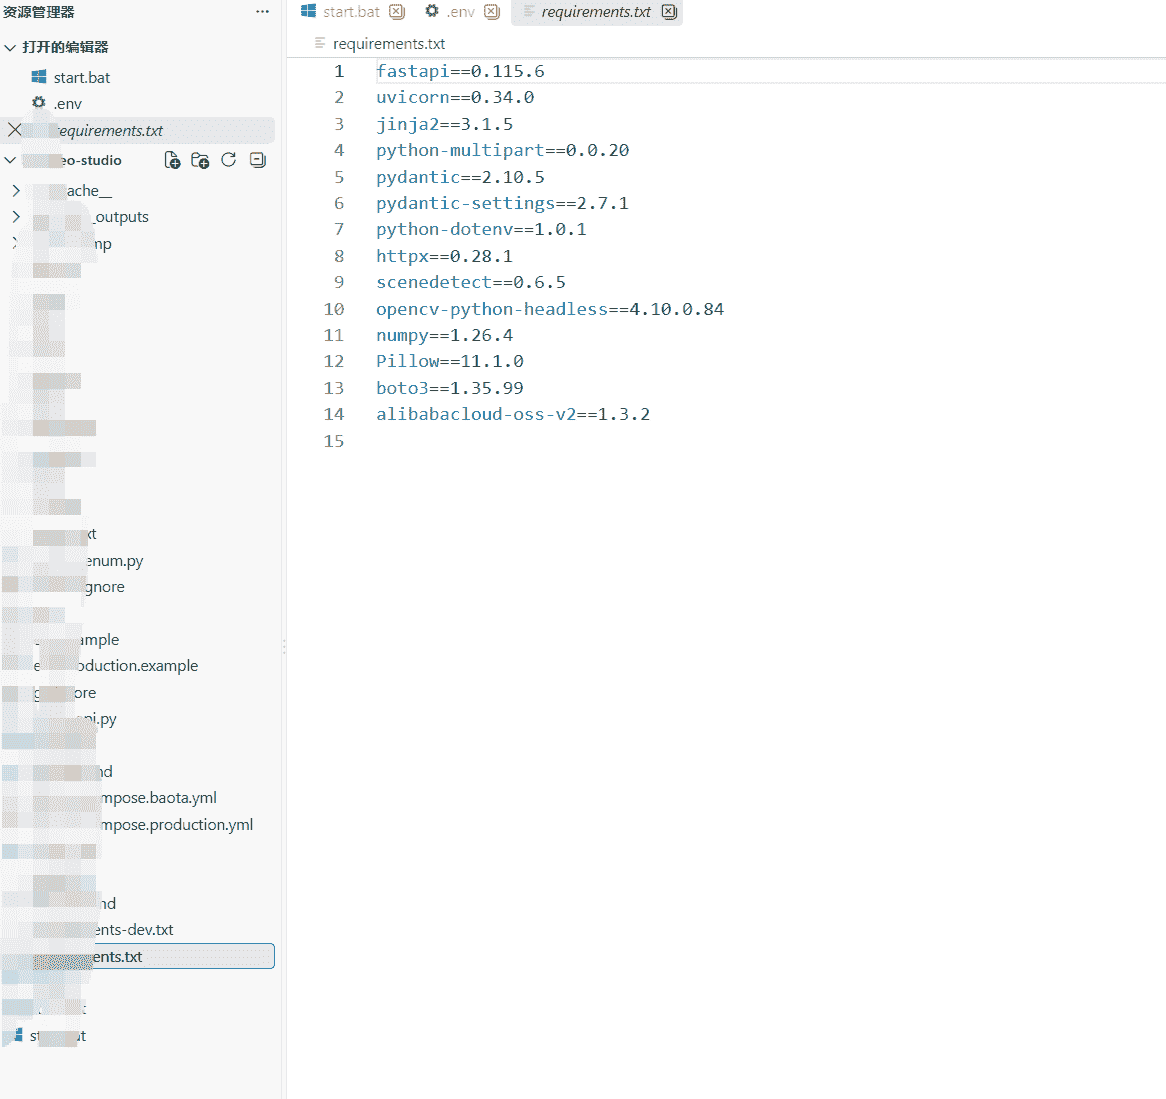 资源管理器
打开的编辑器
start.bat
.env
requirements.txt
eo-studio
ache__
_outputs
mp
xt
enum.py
gnore
ample
oduction.example
ore
pi.py
nd
mpose.baota.yml
mpose.production.yml
nd
ents-dev.txt
ents.txt
start.bat
.env
requirements.txt
requirements.txt
1 fastapi==0.115.6
2 uvicorn==0.34.0
3 jinja2==3.1.5
4 python-multipart==0.0.20
5 pydantic==2.10.5
6 pydantic-settings==2.7.1
7 python-dotenv==1.0.1
8 httpx==0.28.1
9 scenedetect==0.6.5
10 opencv-python-headless==4.10.0.84
11 numpy==1.26.4
12 Pillow==11.1.0
13 boto3==1.35.99
14 alibabacloud-oss-v2==1.3.2
15